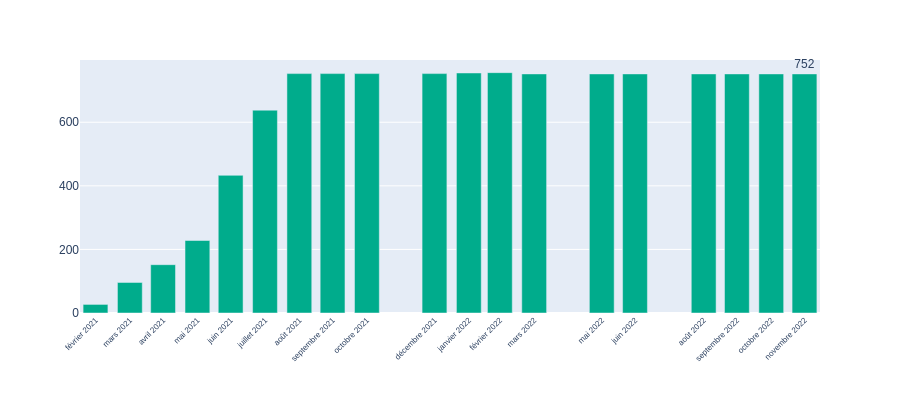 752
600
400
200
0
février 2021
mars 2021
avril 2021
mai 2021
juin 2021
juillet 2021
août 2021
septembre 2021
octobre 2021
décembre 2021
janvier 2022
février 2022
mars 2022
mai 2022
juin 2022
août 2022
septembre 2022
octobre 2022
novembre 2022